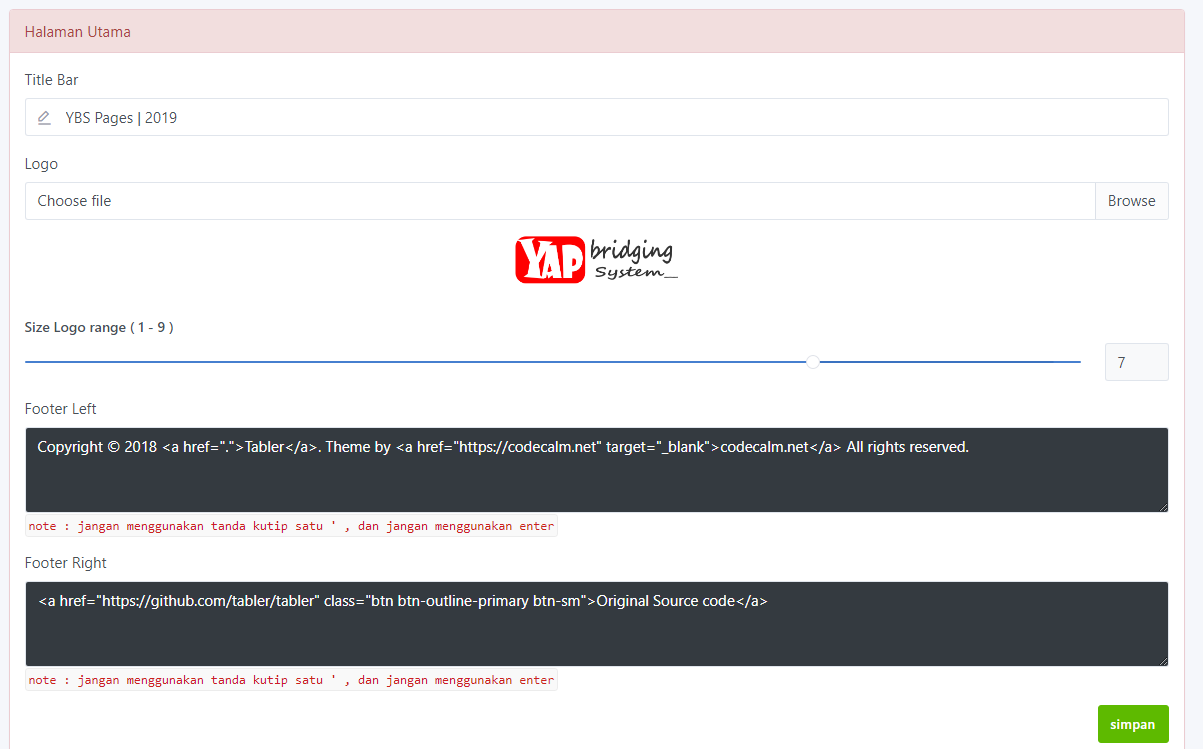 Halaman Utama
Title Bar
YBS Pages | 2019
Logo
Choose file
Browse
YAP bridging
System_
Size Logo range ( 1 - 9 )
7
Footer Left
Copyright © 2018 <a href=".">Tabler</a>. Theme by <a href="https://codecalm.net" target="_blank">codecalm.net</a> All rights reserved.
note : jangan menggunakan tanda kutip satu ' , dan jangan menggunakan enter
Footer Right
<a href="https://github.com/tabler/tabler" class="btn btn-outline-primary btn-sm">Original Source code</a>
note : jangan menggunakan tanda kutip satu ' , dan jangan menggunakan enter
simpan